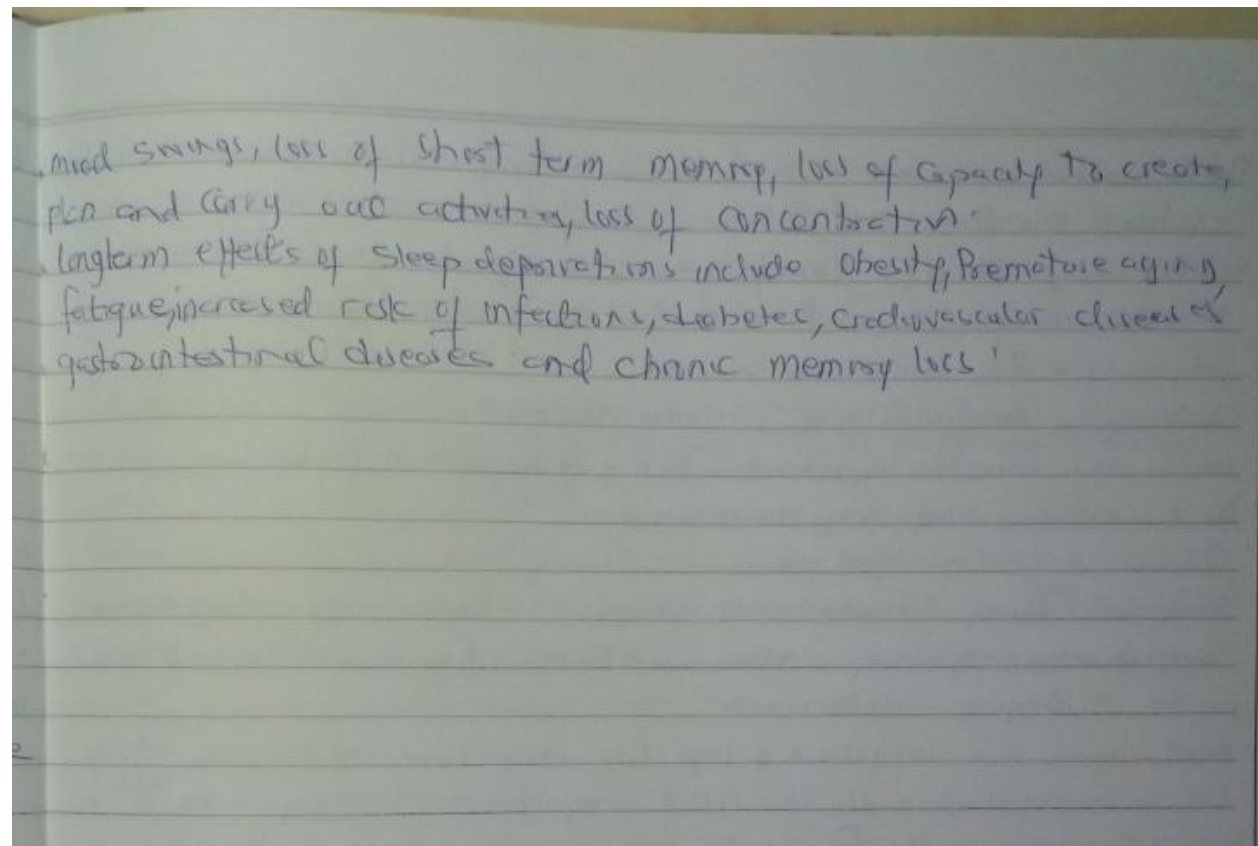 mood swings, loss of short term memory, loss of capacity to create,
plan and carry out activities, loss of concentration.
longterm effects of sleep deprivations include Obesity, Premature aging,
fatigue, increased risk of infections, diabetes, cardiovascular diseases
gastrointestinal diseases and chronic memory loss.